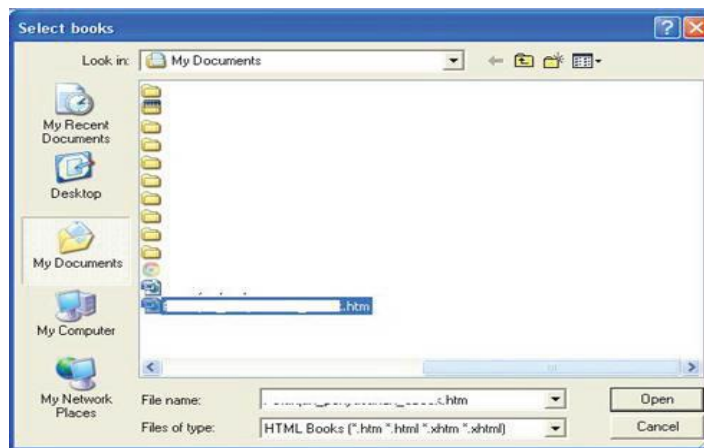 Select books
Look in: My Documents
My Recent Documents
Desktop
My Documents
My Computer
My Network Places
.htm
File name: .htm
Files of type: HTML Books (*.htm *.html *.xhtm *.xhtml)
Open
Cancel